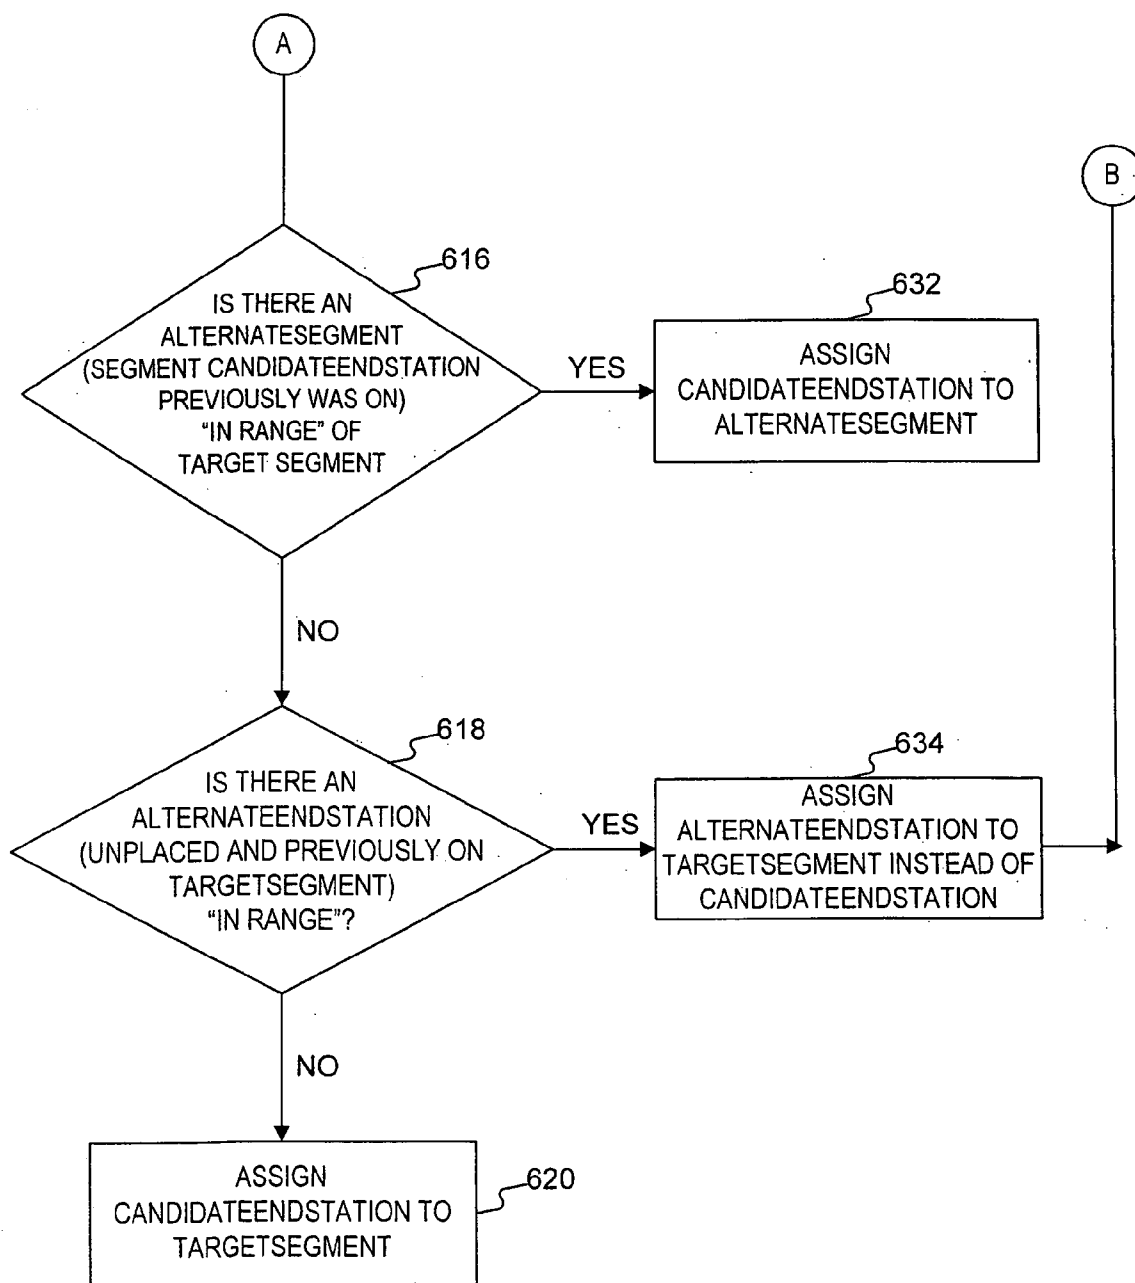 A
B
616
IS THERE AN
ALTERNATESEGMENT
(SEGMENT CANDIDATEENDSTATION
PREVIOUSLY WAS ON)
“IN RANGE” OF
TARGET SEGMENT
YES
632
ASSIGN
CANDIDATEENDSTATION TO
ALTERNATESEGMENT
NO
618
IS THERE AN
ALTERNATEENDSTATION
(UNPLACED AND PREVIOUSLY ON
TARGETSEGMENT)
“IN RANGE”?
YES
634
ASSIGN
ALTERNATEENDSTATION TO
TARGETSEGMENT INSTEAD OF
CANDIDATEENDSTATION
NO
620
ASSIGN
CANDIDATEENDSTATION TO
TARGETSEGMENT